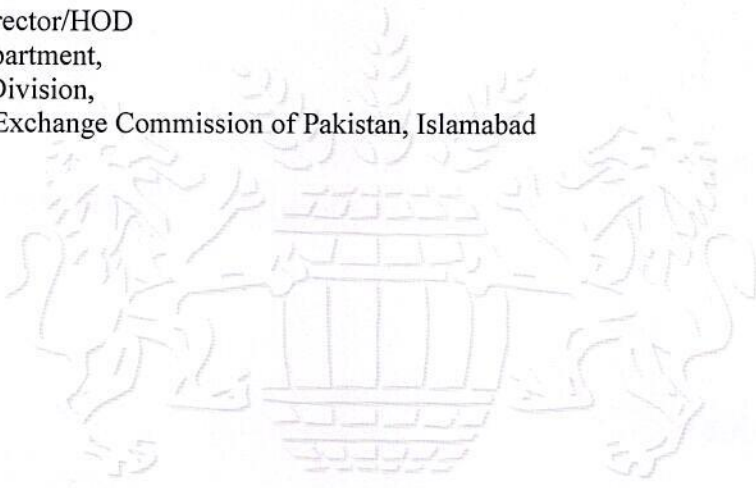 rector/HOD
partment,
Division,
Exchange Commission of Pakistan, Islamabad